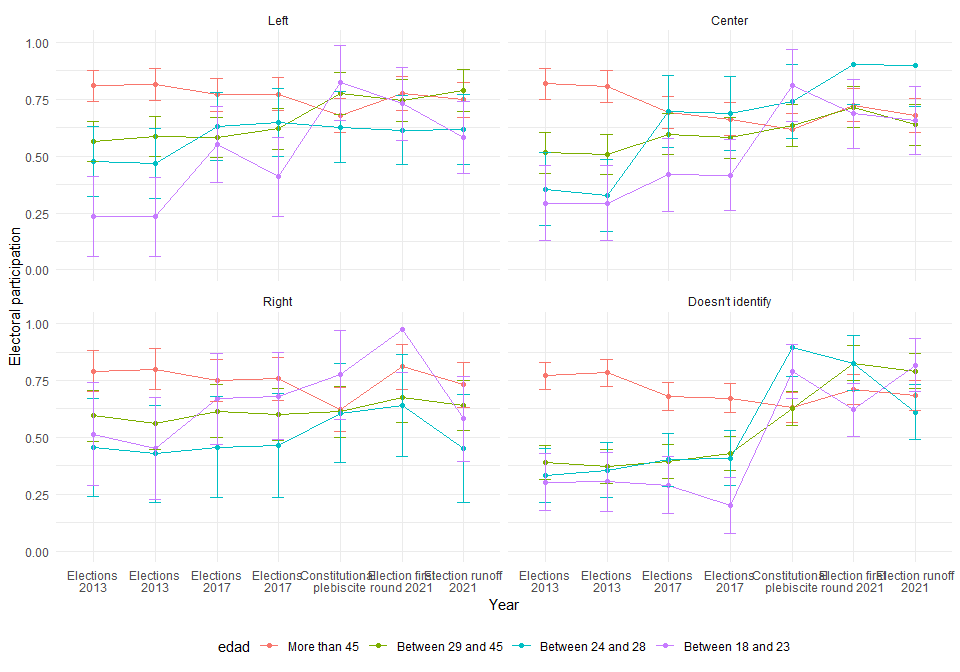 Left
Center
1.00
0.75
0.50
0.25
0.00
Electoral participation
Right
Doesn't identify
1.00
0.75
0.50
0.25
0.00
Elections Elections Elections Elections Constitutional Election first Election runoff
2013 2013 2017 2017 plebiscite round 2021 2021
Elections Elections Elections Elections Constitutional Election first Election runoff
2013 2013 2017 2017 plebiscite round 2021 2021
Year
edad More than 45 Between 29 and 45 Between 24 and 28 Between 18 and 23